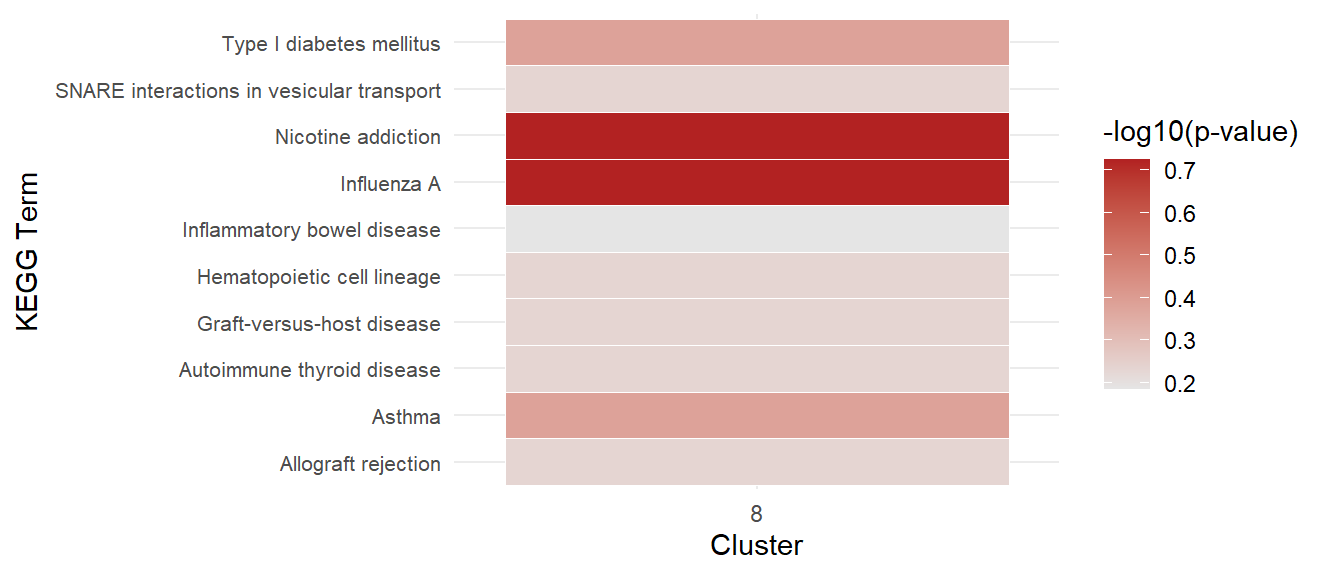 KEGG Term
Type I diabetes mellitus
SNARE interactions in vesicular transport
Nicotine addiction
Influenza A
Inflammatory bowel disease
Hematopoietic cell lineage
Graft-versus-host disease
Autoimmune thyroid disease
Asthma
Allograft rejection
8
Cluster
-log10(p-value)
0.7
0.6
0.5
0.4
0.3
0.2